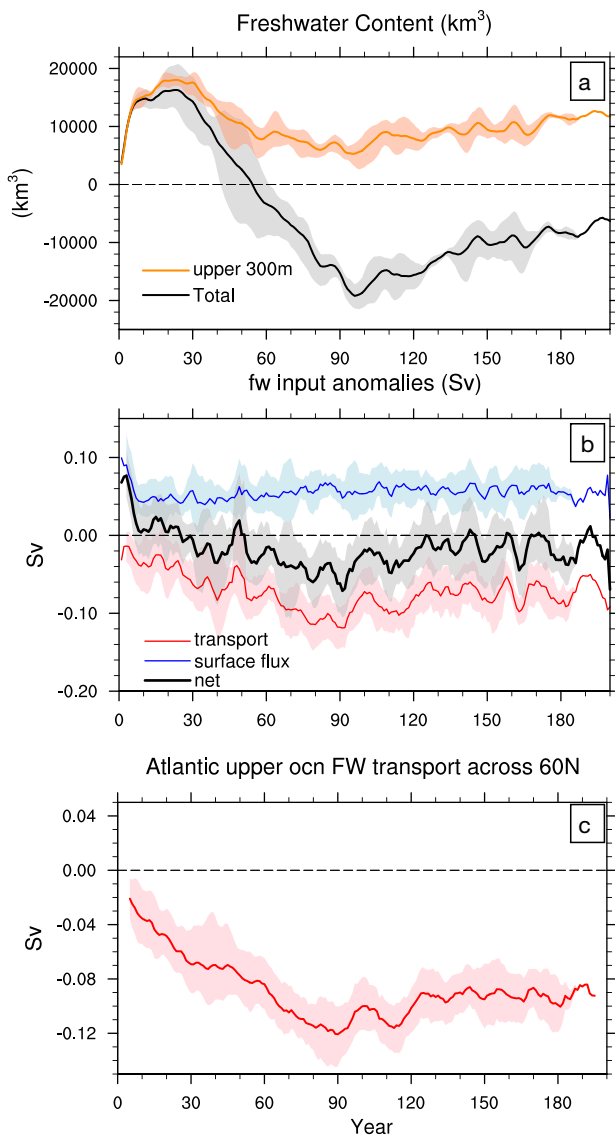 Freshwater Content (km³)
a
20000
10000
0
-10000
-20000
(km³)
upper 300m
Total
0 30 60 90 120 150 180
fw input anomalies (Sv)
b
0.10
0.00
-0.10
-0.20
Sv
transport
surface flux
net
0 30 60 90 120 150 180
Atlantic upper ocn FW transport across 60N
c
0.04
0.00
-0.04
-0.08
-0.12
Sv
0 30 60 90 120 150 180
Year